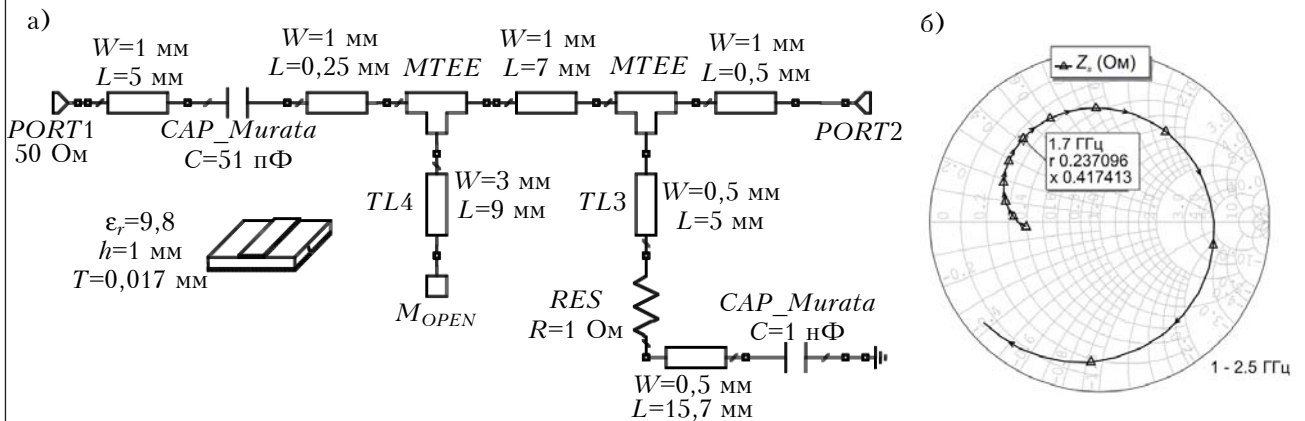 а)
W=1 мм
L=5 мм
W=1 мм
L=0,25 мм
MTEE
W=1 мм
L=7 мм
MTEE
W=1 мм
L=0,5 мм
PORT1
50 Ом
CAP_Murata
C=51 пФ
PORT2
TL4
W=3 мм
L=9 мм
TL3
W=0,5 мм
L=5 мм
εr=9,8
h=1 мм
T=0,017 мм
MOPEN
RES
R=1 Ом
CAP_Murata
C=1 нФ
W=0,5 мм
L=15,7 мм
б)
Zs (Ом)
1.7 ГГц
r 0.237096
x 0.417413
0
1 - 2.5 ГГц